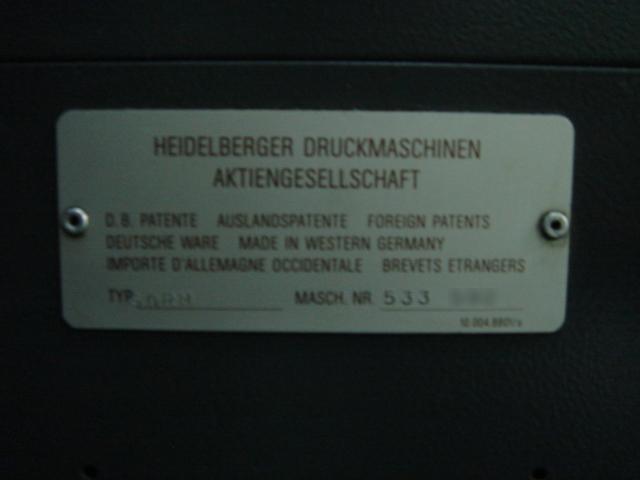 HEIDELBERGER DRUCKMASCHINEN
AKTIENGESELLSCHAFT
D. B. PATENTE AUSLANDSPATENTE FOREIGN PATENTS
DEUTSCHE WARE MADE IN WESTERN GERMANY
IMPORTE D'ALLEMAGNE OCCIDENTALE BREVETS ETRANGERS
TYP. SORM MASCH. NR. 533